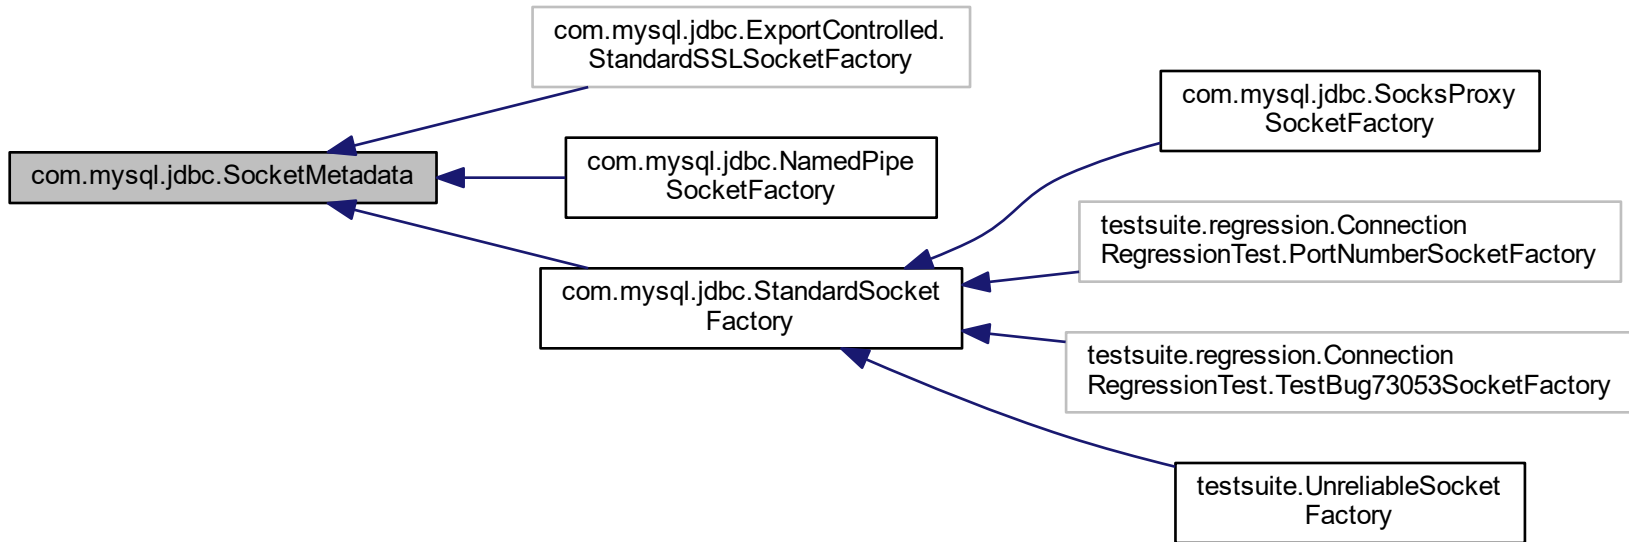 com.mysql.jdbc.ExportControlled.
StandardSSLSocketFactory
com.mysql.jdbc.SocksProxy
SocketFactory
com.mysql.jdbc.SocketMetadata
com.mysql.jdbc.NamedPipe
SocketFactory
testsuite.regression.Connection
RegressionTest.PortNumberSocketFactory
com.mysql.jdbc.StandardSocket
Factory
testsuite.regression.Connection
RegressionTest.TestBug73053SocketFactory
testsuite.UnreliableSocket
Factory